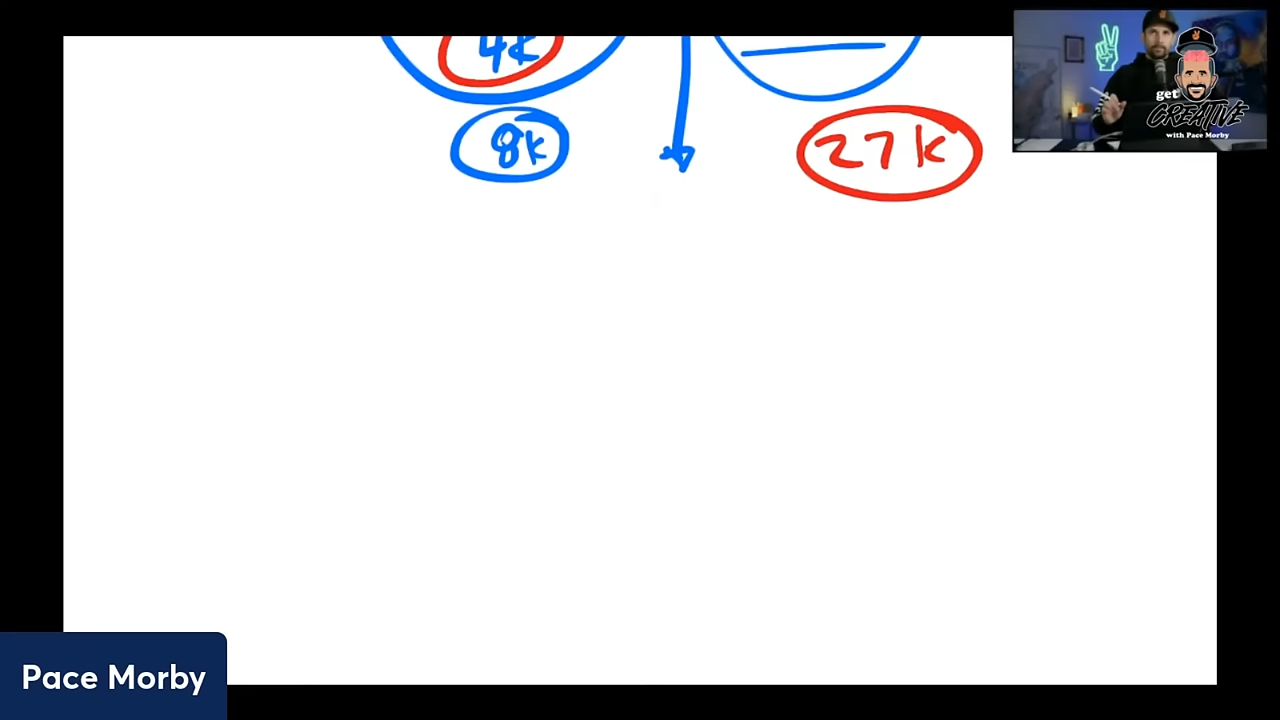 4k
8k
27k
get
CREATIVE
with Pace Morby
Pace Morby